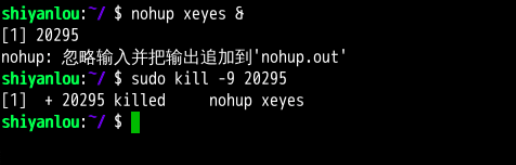 shiyanlou:~/ $ nohup xeyes &
[1] 20295
nohup: 忽略输入并把输出追加到'nohup.out'
shiyanlou:~/ $ sudo kill -9 20295
[1]  + 20295 killed     nohup xeyes
shiyanlou:~/ $